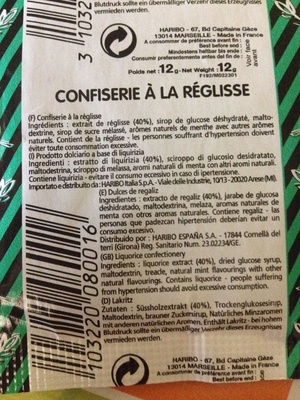 Blutdruck sollte ein übermäßiger Verzehr dieses Erzeugnisses
vermieden werden.
HARIBO - 67, Bd Capitaine Gèze
13014 MARSEILLE - Made in France
A consommer de préférence avant fin :
Best before end :
Mindestens haltbar bis ende :
Consumir preferentemente antes del fin de :
Voir face
avant
Poids net : 12g - Net Weight : 12g
F192/M032301
CONFISERIE À LA RÉGLISSE
(F) Confiserie à la réglisse
Ingrédients : extrait de réglisse (40%), sirop de glucose déshydraté, malto-
dextrine, sirop de sucre mélassé, arômes naturels de menthe avec autres arômes
naturels. Contient de la réglisse - les personnes souffrant d'hypertension doivent
éviter toute consommation excessive.
(I) Prodotto dolciario a base di liquirizia
Ingredienti : estratto di liquirizia (40%), sciroppo di glucosio desidratato,
maltodestrina, sciroppo di melassa, aromi naturali di menta con altri aromi naturali.
Contiene liquirizia - evitare il consumo eccessivo in caso di ipertensione.
Importato e distribuito da : HARIBO Italia S.p.A. - Viale delle Industrie, 10/13 - 20020 Arese (MI).
(E) Dulces de regaliz
Ingredientes : extracto de regaliz (40%), jarabe de glucosa
deshidratado, maltodextrina, melaza, aromas naturales de
menta con otros aromas naturales. Contiene regaliz - las
personas que padezcan hipertensión deberían evitar un
consumo excesivo.
Distribuido por : HARIBO ESPAÑA S.A. - 17844 Cornellà del
terri (Girona) Reg. Sanitario Num. 23.02234/GE.
(GB) Liquorice confectionery
Ingredients : liquorice extract (40%), dried glucose syrup,
maltodextrin, treacle, natural mint flavourings with other
natural flavourings. Contains liquorice - people suffering
from hypertension should avoid excessive consumption.
(D) Lakritz
Zutaten : Süssholzextrakt (40%), Trockenglukosesirup,
Maltodextrin, brauner Zuckersirup, Natürliches Minzaromen
mit anderen natürlichen Aromen. Enthält Lakritz - bei hohem
Blutdruck sollte ein übermäßiger Verzehr dieses Erzeugnisses
vermieden werden.
3103220080016
HARIBO - 67, Bd Capitaine Gèze
13014 MARSEILLE - Made in France
A consommer de préférence avant fin :
Best before end :